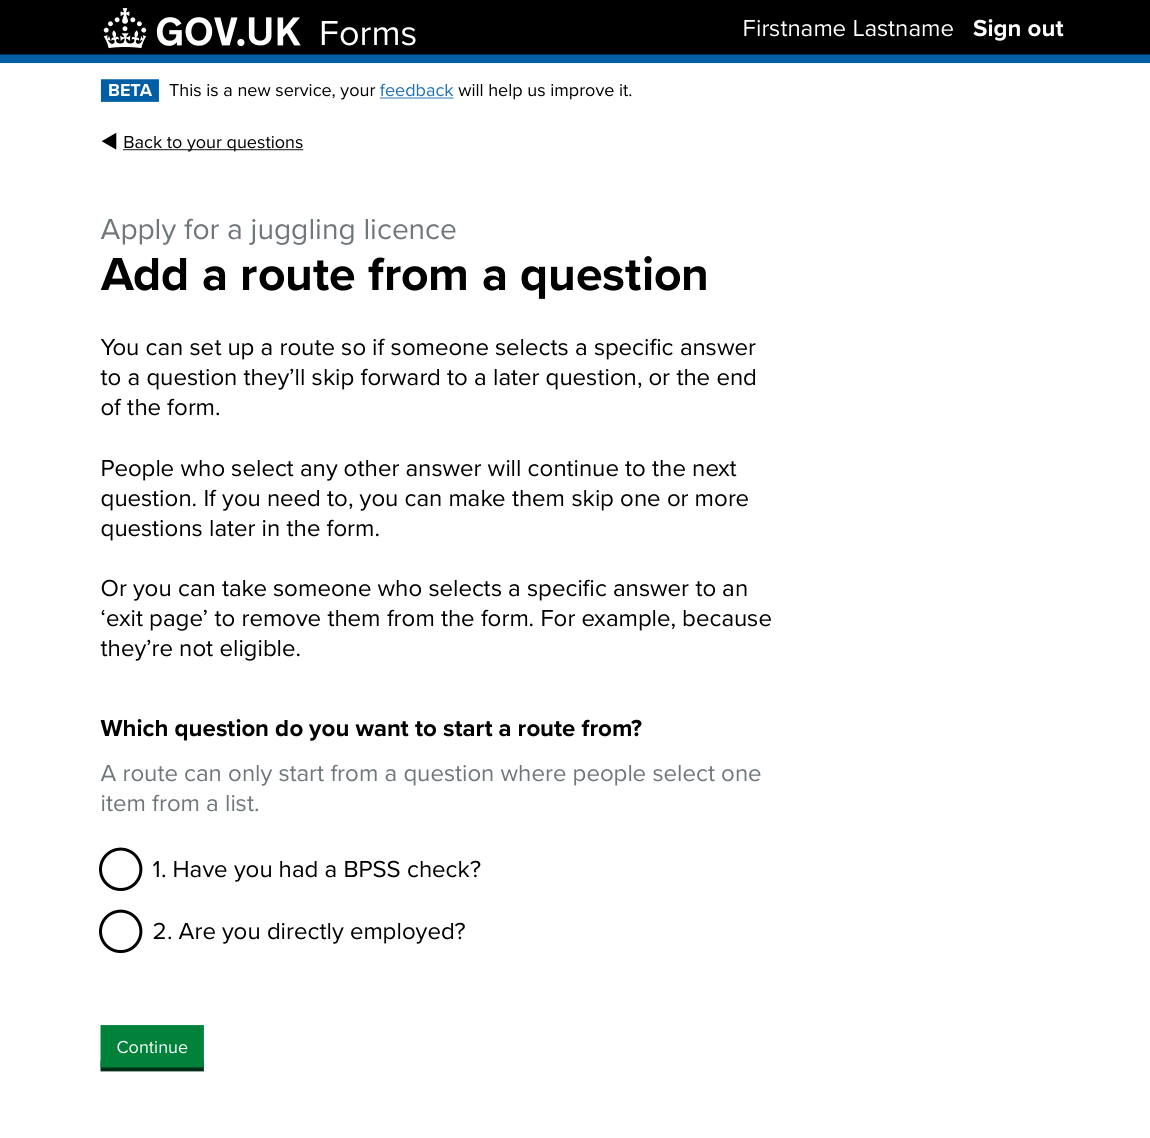 GOV.UK Forms Firstname Lastname Sign out
BETA This is a new service, your feedback will help us improve it.
Back to your questions
Apply for a juggling licence
Add a route from a question
You can set up a route so if someone selects a specific answer
to a question they’ll skip forward to a later question, or the end
of the form.
People who select any other answer will continue to the next
question. If you need to, you can make them skip one or more
questions later in the form.
Or you can take someone who selects a specific answer to an
‘exit page’ to remove them from the form. For example, because
they’re not eligible.
Which question do you want to start a route from?
A route can only start from a question where people select one
item from a list.
1. Have you had a BPSS check?
2. Are you directly employed?
Continue